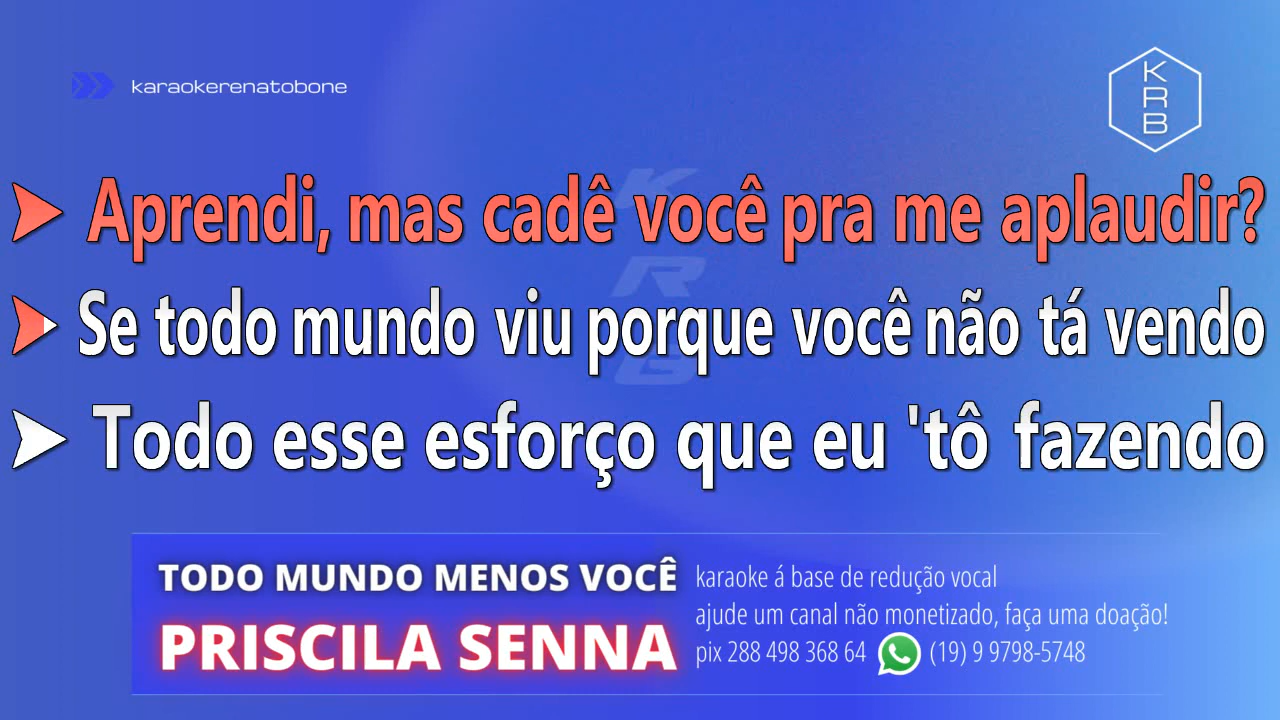 karaokerenatobone
K
R
B
K
R
B
Aprendi, mas cadê você pra me aplaudir?
Se todo mundo viu porque você não tá vendo
Todo esse esforço que eu 'tô fazendo
TODO MUNDO MENOS VOCÊ
PRISCILA SENNA
karaoke á base de redução vocal
ajude um canal não monetizado, faça uma doação!
pix 288 498 368 64 (19) 9 9798-5748